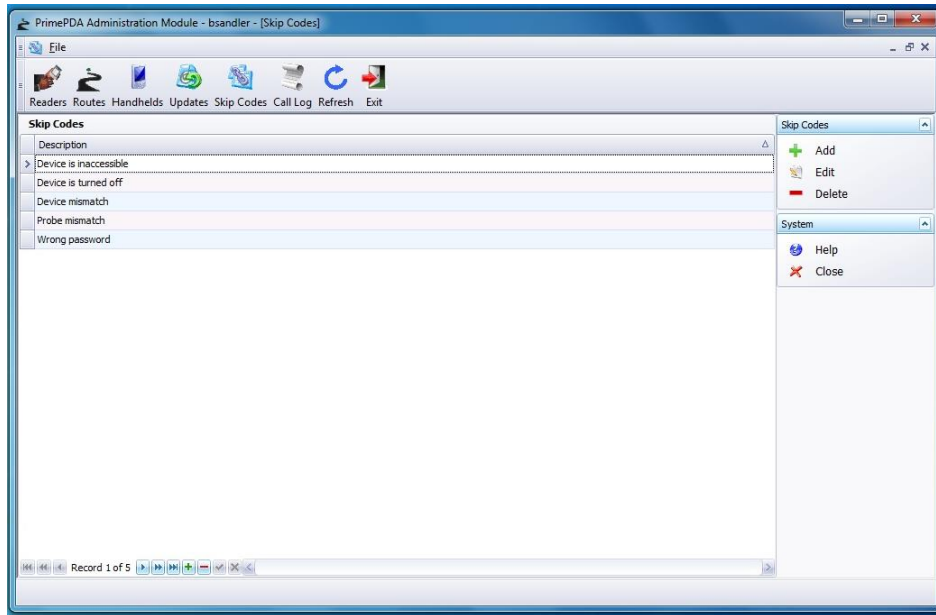 PrimePDA Administration Module - bsandler - [Skip Codes]
File
Readers Routes Handhelds Updates Skip Codes Call Log Refresh Exit
Skip Codes
Description
Device is inaccessible
Device is turned off
Device mismatch
Probe mismatch
Wrong password
Record 1 of 5
Skip Codes
Add
Edit
Delete
System
Help
Close